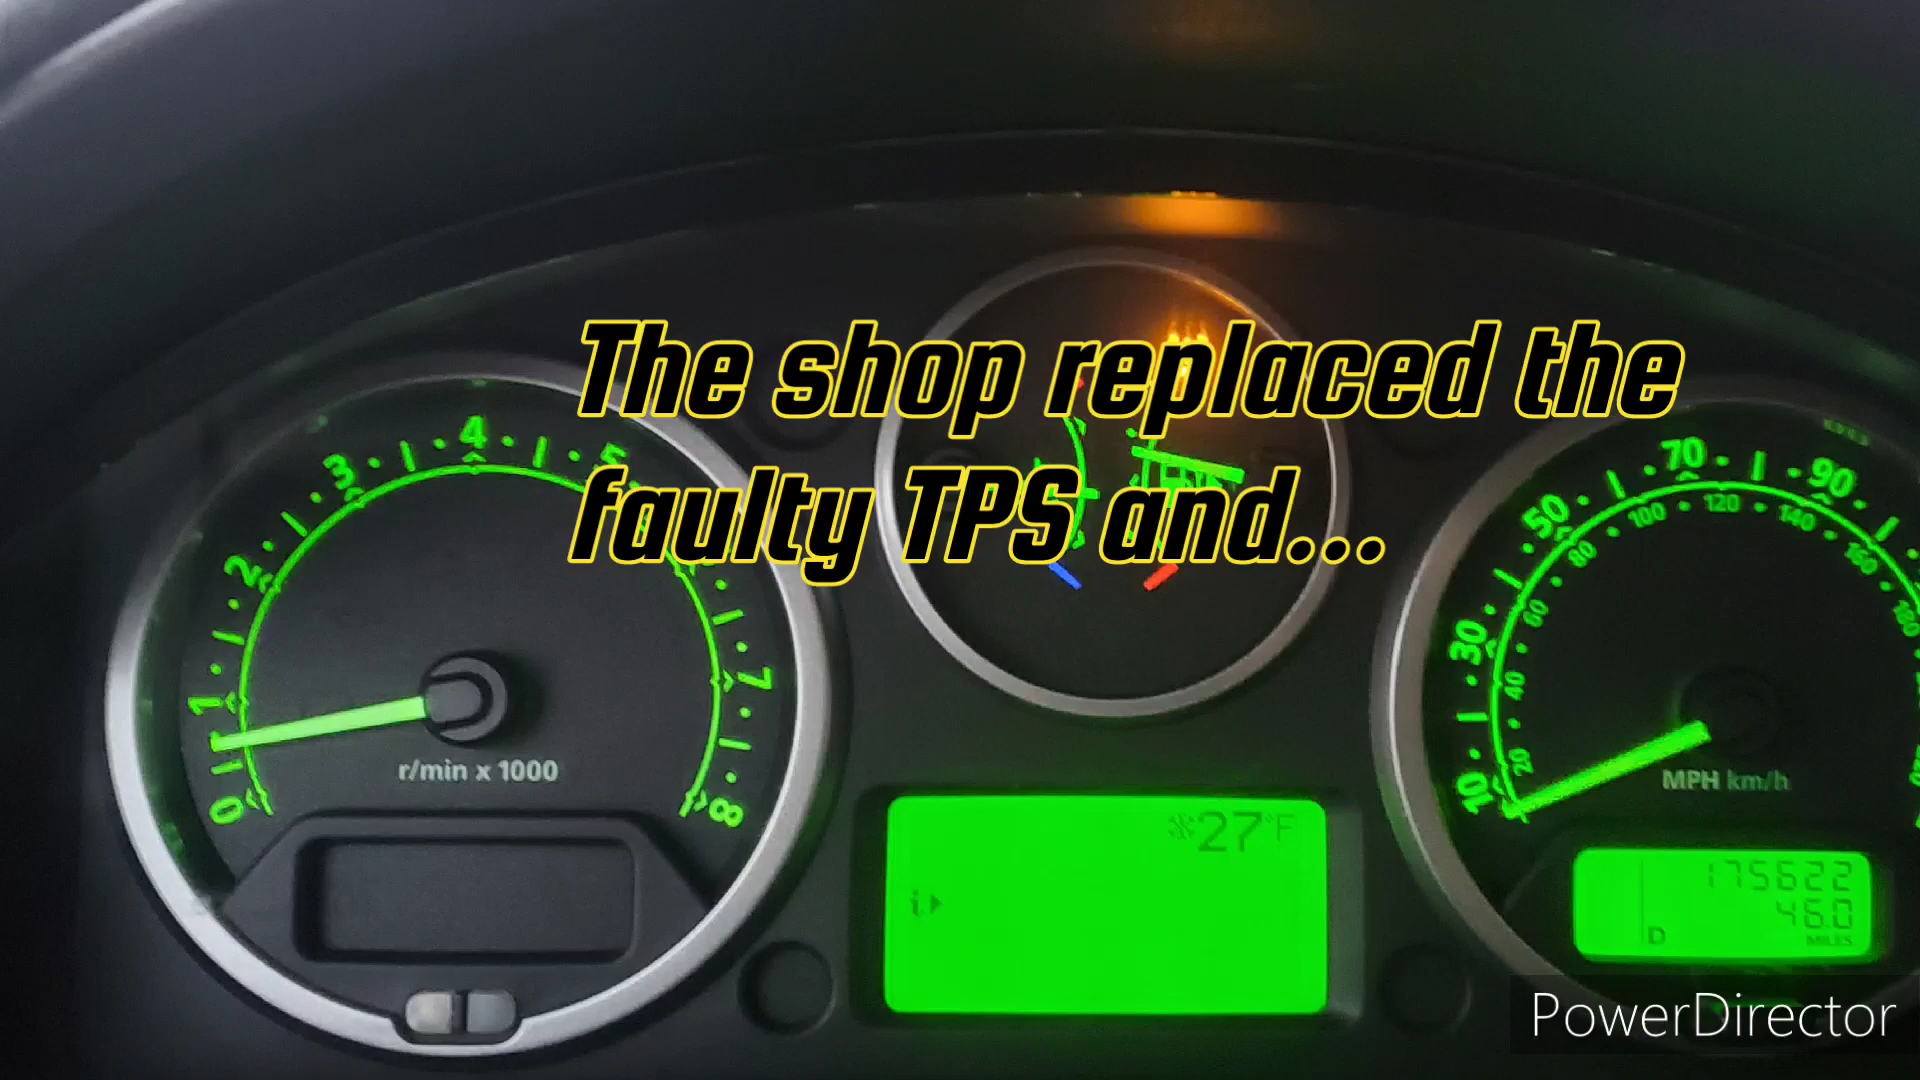 The shop replaced the
faulty TPS and...
0
1
2
3
4
5
7
8
r/min x 1000
27°F
i
10
30
50
70
90
20
40
60
80
100
120
140
160
180
MPH km/h
175622
46.0
D
MILES
PowerDirector